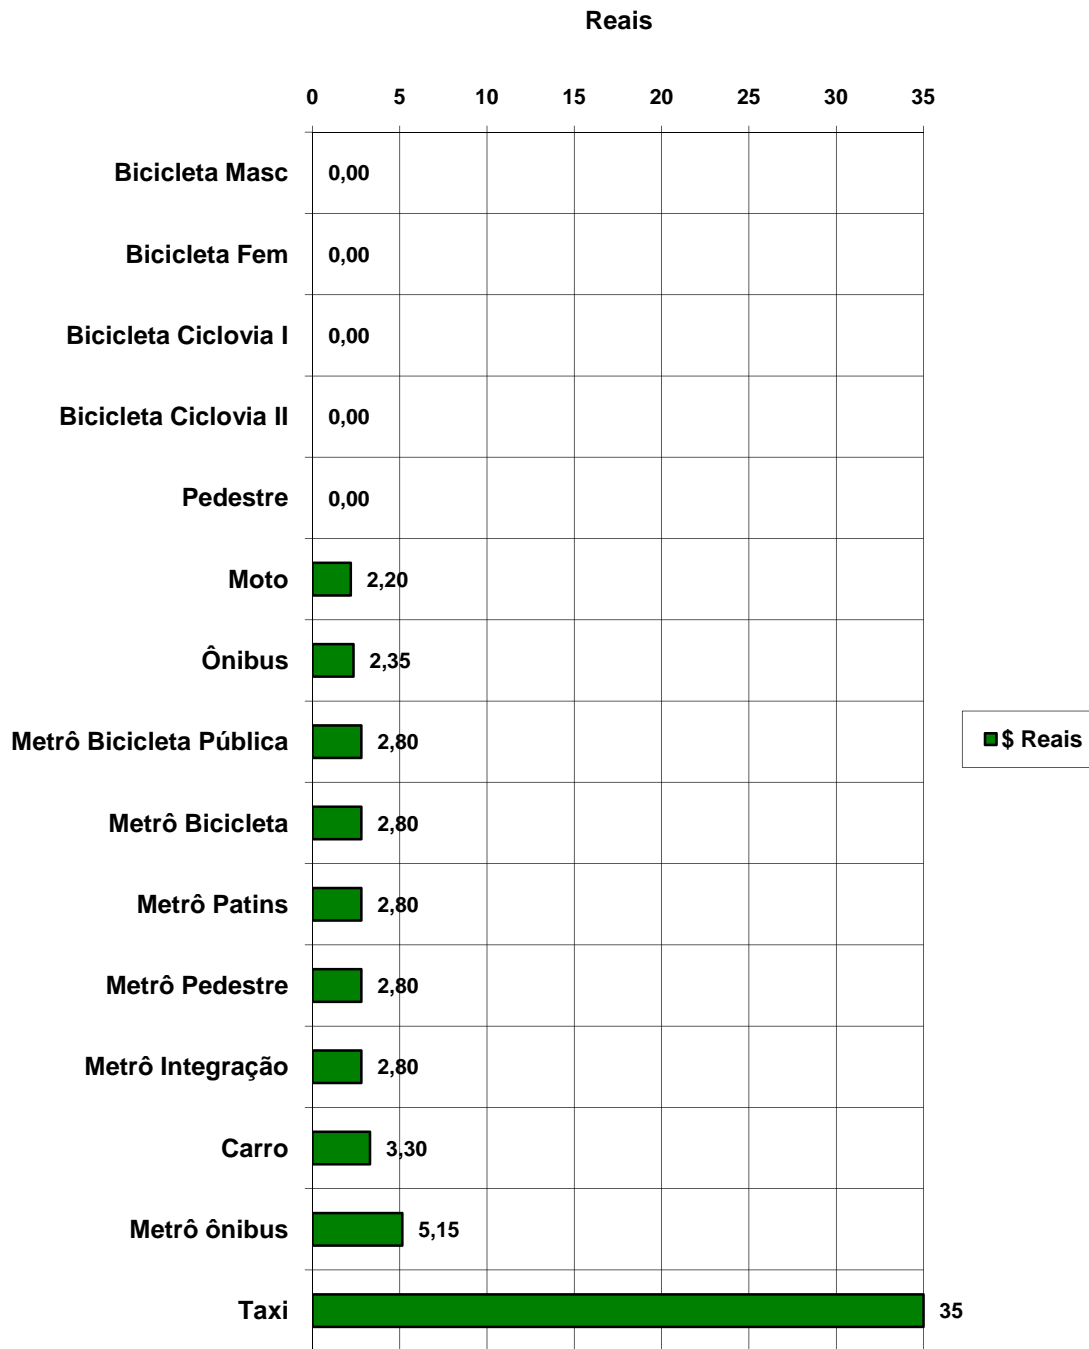 Reais
0 5 10 15 20 25 30 35
Bicicleta Masc 0,00
Bicicleta Fem 0,00
Bicicleta Ciclovia I 0,00
Bicicleta Ciclovia II 0,00
Pedestre 0,00
Moto 2,20
Ônibus 2,35
Metrô Bicicleta Pública 2,80
$ Reais
Metrô Bicicleta 2,80
Metrô Patins 2,80
Metrô Pedestre 2,80
Metrô Integração 2,80
Carro 3,30
Metrô ônibus 5,15
Taxi 35